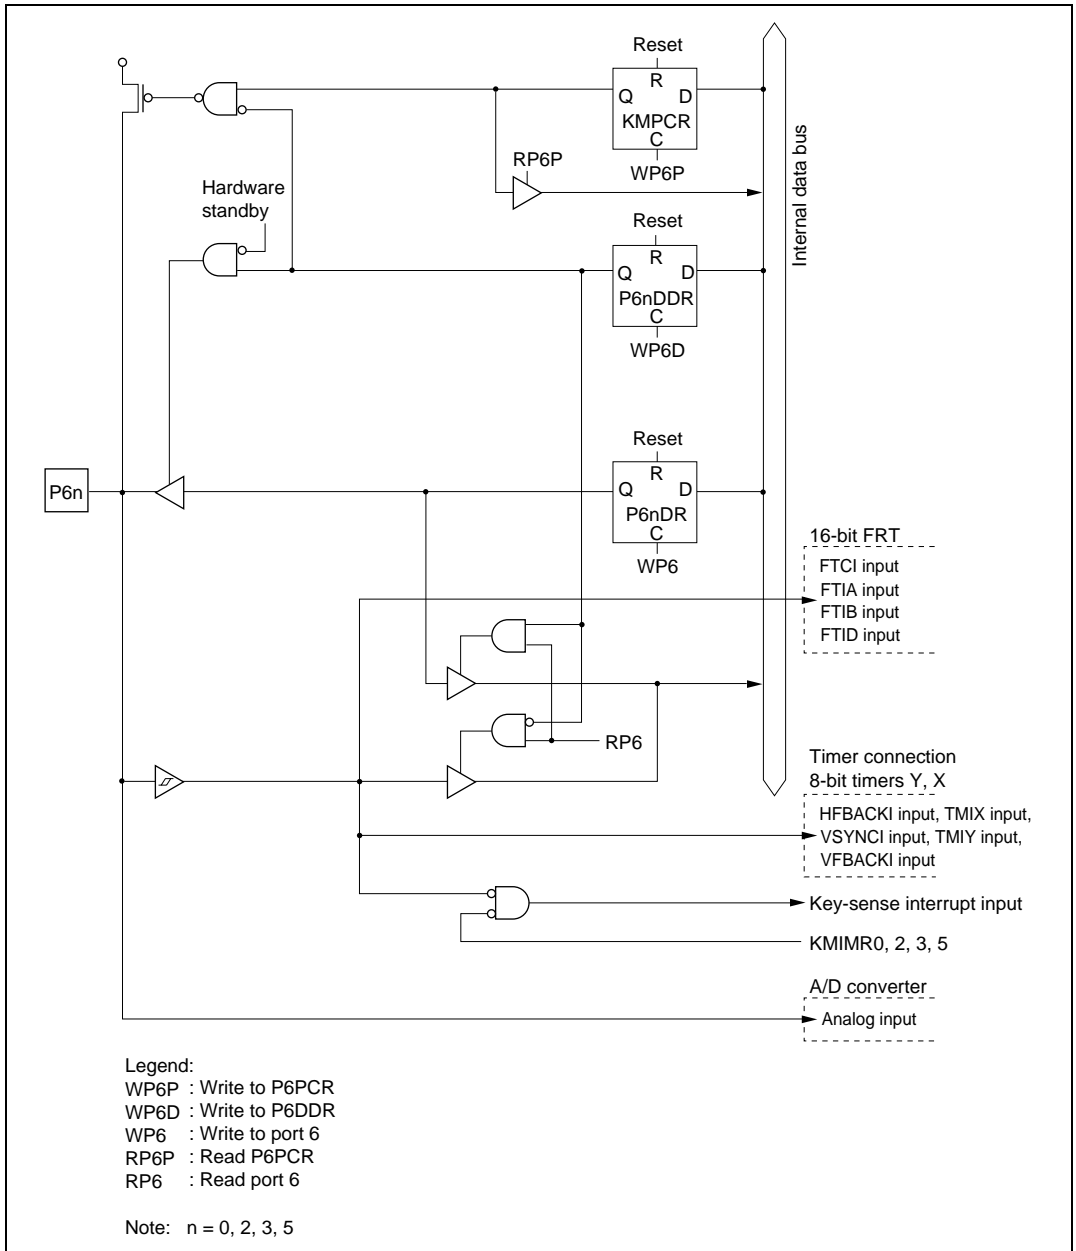 Reset
R
Q D
KMPCR
C
WP6P
RP6P
Internal data bus
Hardware
standby
Reset
R
Q D
P6nDDR
C
WP6D
Reset
R
Q D
P6nDR
C
WP6
P6n
16-bit FRT
FTCI input
FTIA input
FTIB input
FTID input
RP6
Timer connection
8-bit timers Y, X
HFBACKI input, TMIX input,
VSYNCI input, TMIY input,
VFBACKI input
Key-sense interrupt input
KMIMR0, 2, 3, 5
A/D converter
Analog input
Legend:
WP6P : Write to P6PCR
WP6D : Write to P6DDR
WP6 : Write to port 6
RP6P : Read P6PCR
RP6 : Read port 6
Note: n = 0, 2, 3, 5